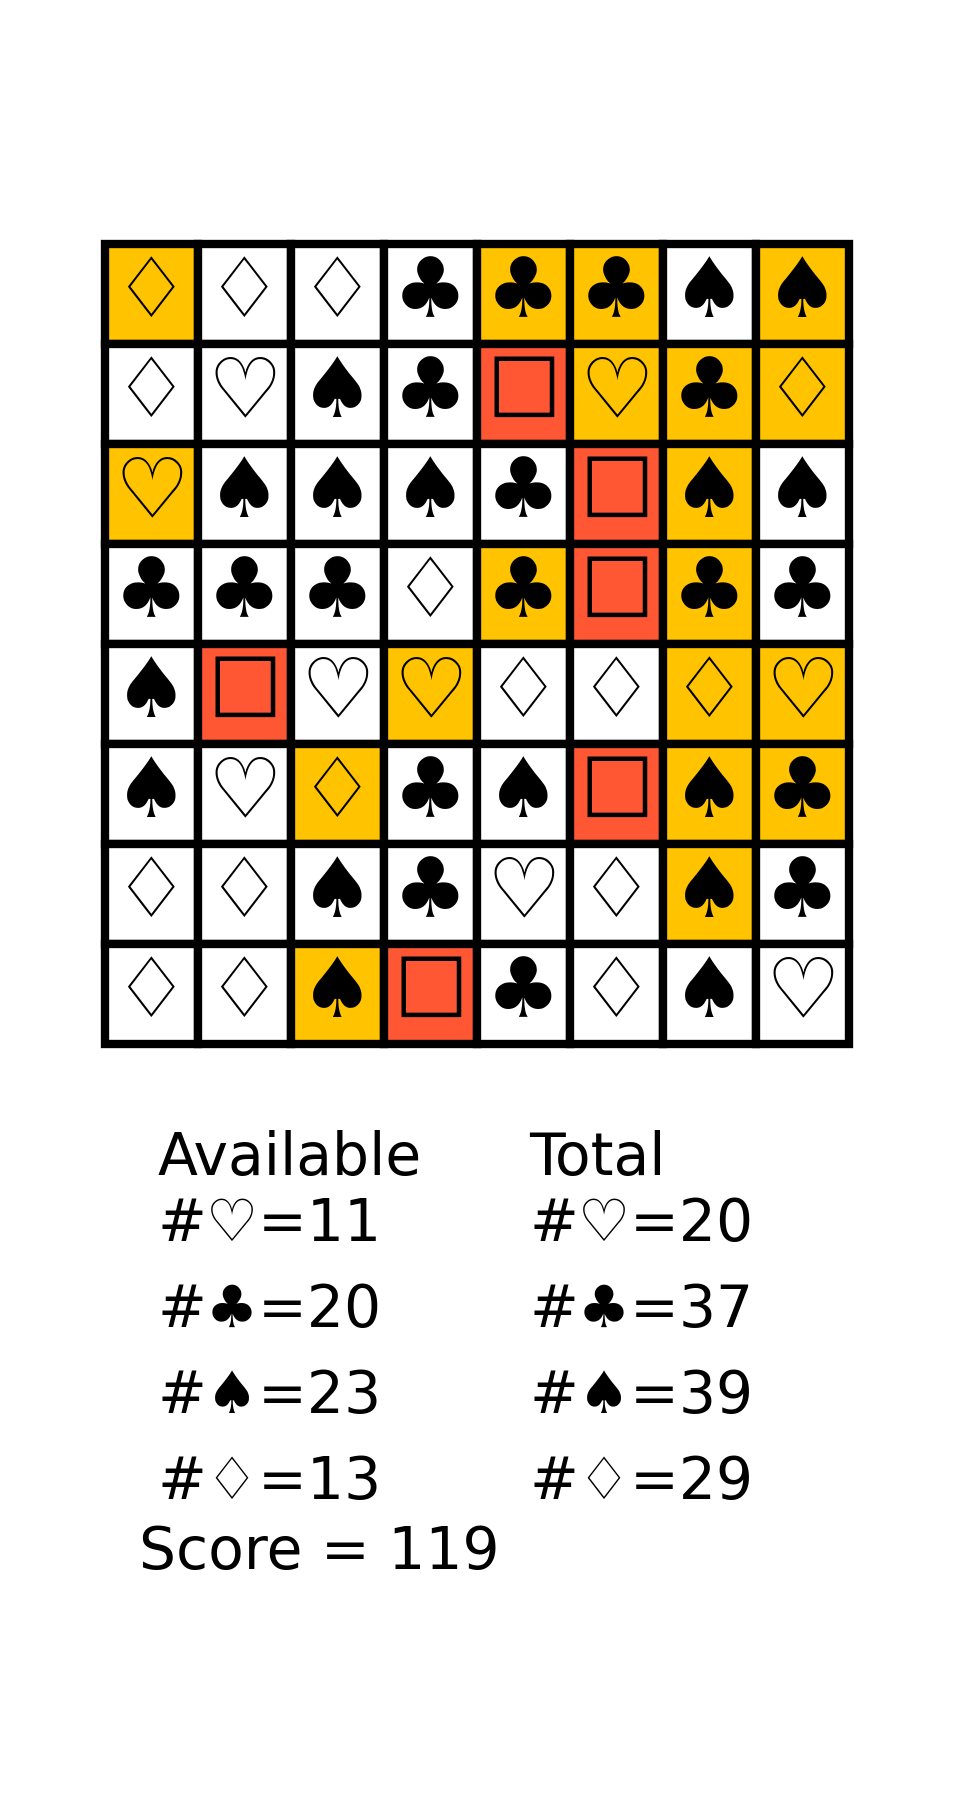 ♢ ♢ ♢ ♣ ♣ ♣ ♠ ♠
♢ ♡ ♠ ♣ □ ♡ ♣ ♢
♡ ♠ ♠ ♠ ♣ □ ♠ ♠
♣ ♣ ♣ ♢ ♣ □ ♣ ♣
♠ □ ♡ ♡ ♢ ♢ ♢ ♡
♠ ♡ ♢ ♣ ♠ □ ♠ ♣
♢ ♢ ♠ ♣ ♡ ♢ ♠ ♣
♢ ♢ ♠ □ ♣ ♢ ♠ ♡
Available Total
#♡=11 #♡=20
#♣=20 #♣=37
#♠=23 #♠=39
#♢=13 #♢=29
Score = 119